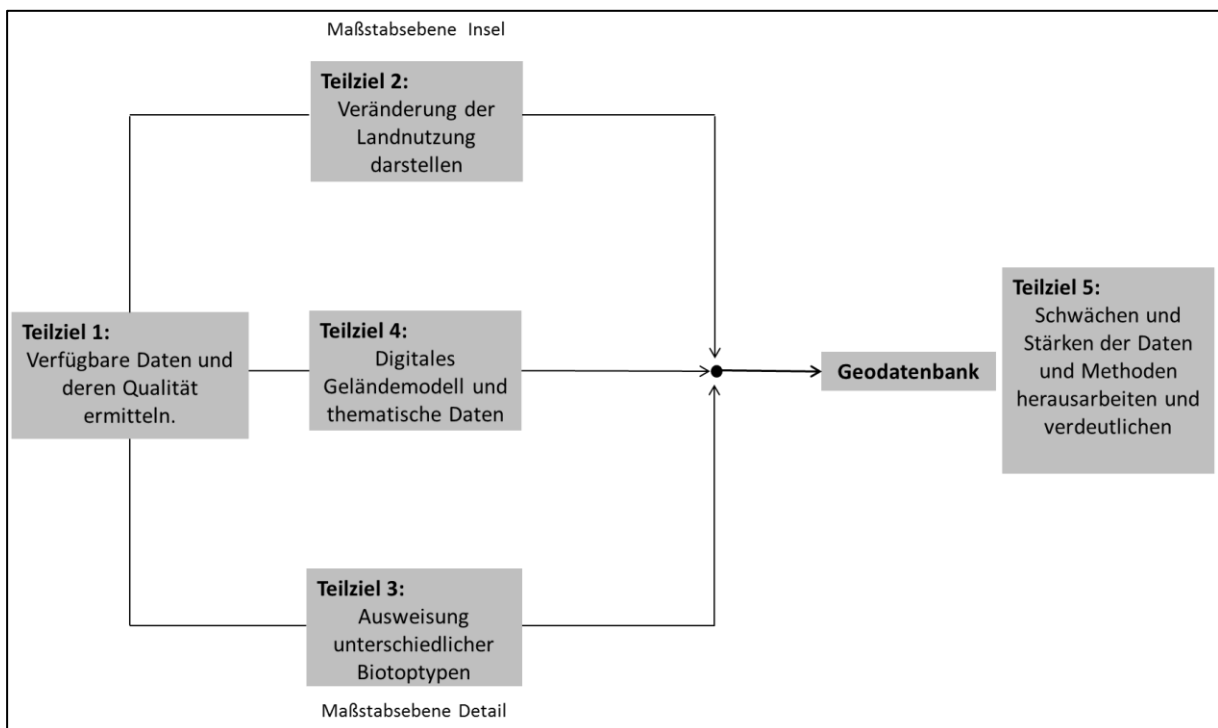 Maßstabsebene Insel
Teilziel 2:
Veränderung der
Landnutzung
darstellen
Teilziel 1:
Verfügbare Daten und
deren Qualität
ermitteln.
Teilziel 4:
Digitales
Geländemodell und
thematische Daten
Geodatenbank
Teilziel 5:
Schwächen und
Stärken der Daten
und Methoden
herausarbeiten und
verdeutlichen
Teilziel 3:
Ausweisung
unterschiedlicher
Biotoptypen
Maßstabsebene Detail